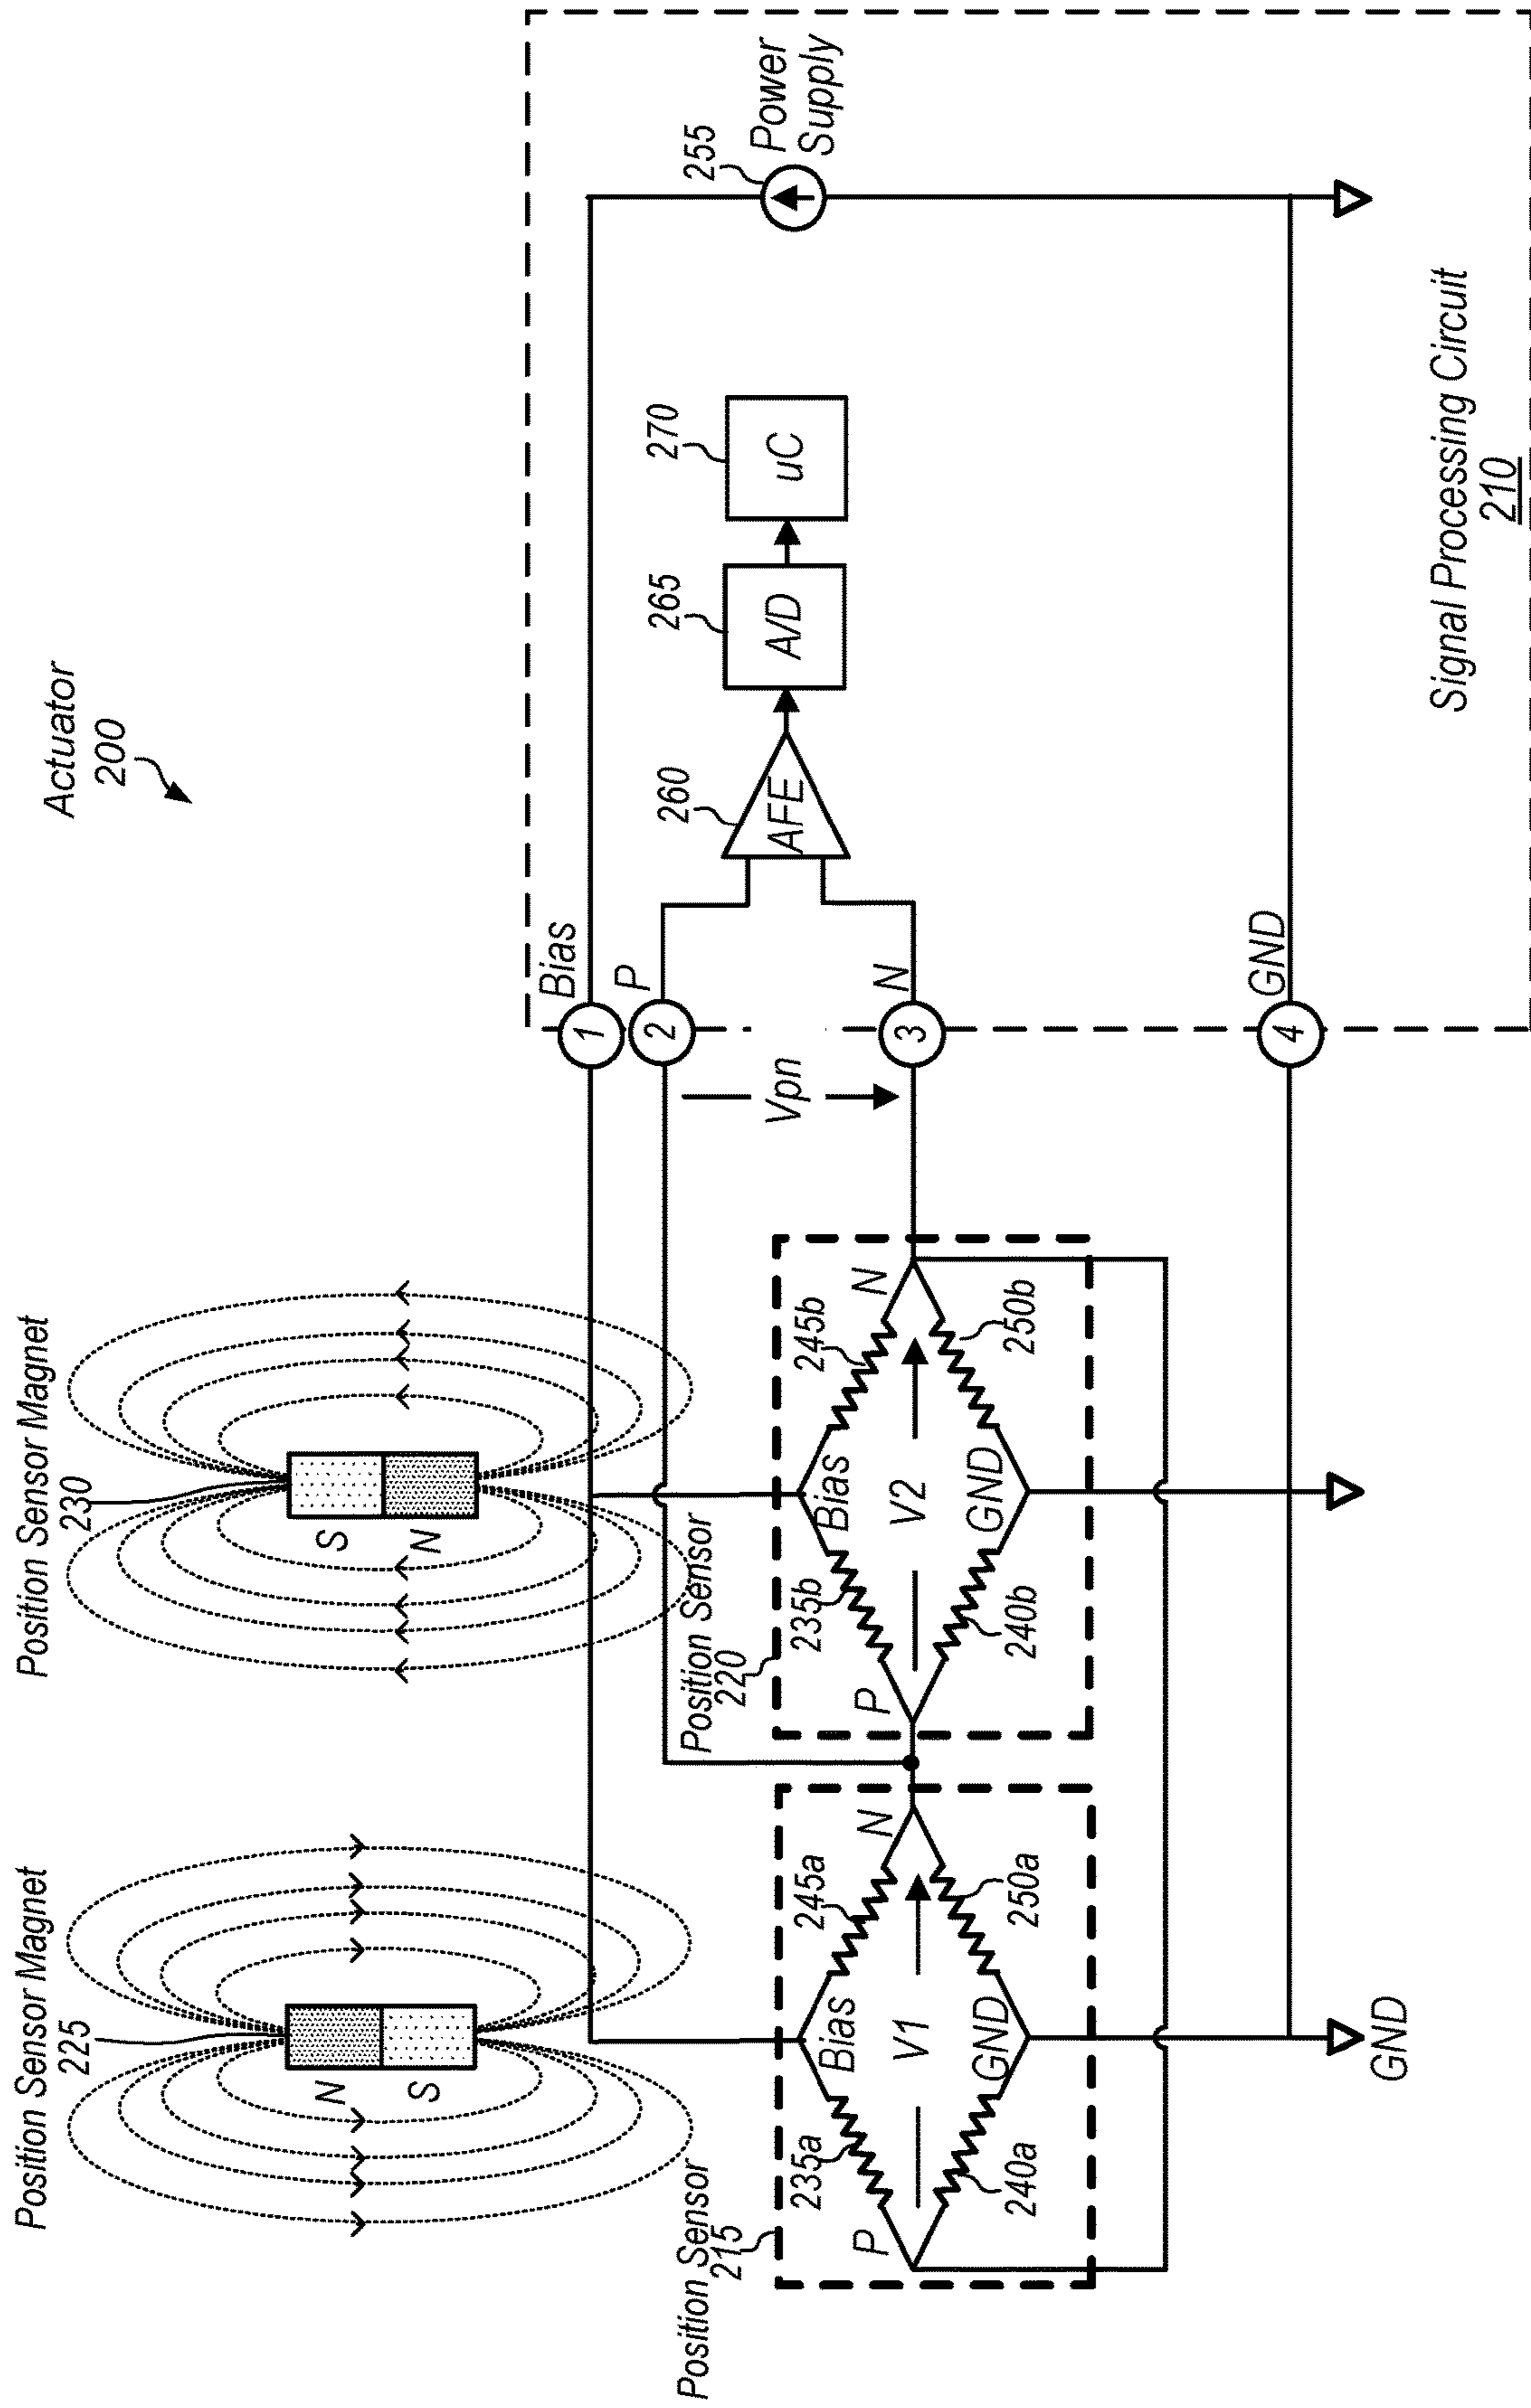 Actuator
200
Position Sensor Magnet
225
N
S
Position Sensor Magnet
230
S
N
Position Sensor
215
Bias
235a
245a
P
V1
N
240a
250a
GND
Position Sensor
220
Bias
235b
245b
P
V2
N
240b
250b
GND
GND
Vpn
1
Bias
2
P
3
N
4
GND
260
AFE
265
A/D
270
uC
255
Power
Supply
Signal Processing Circuit
210